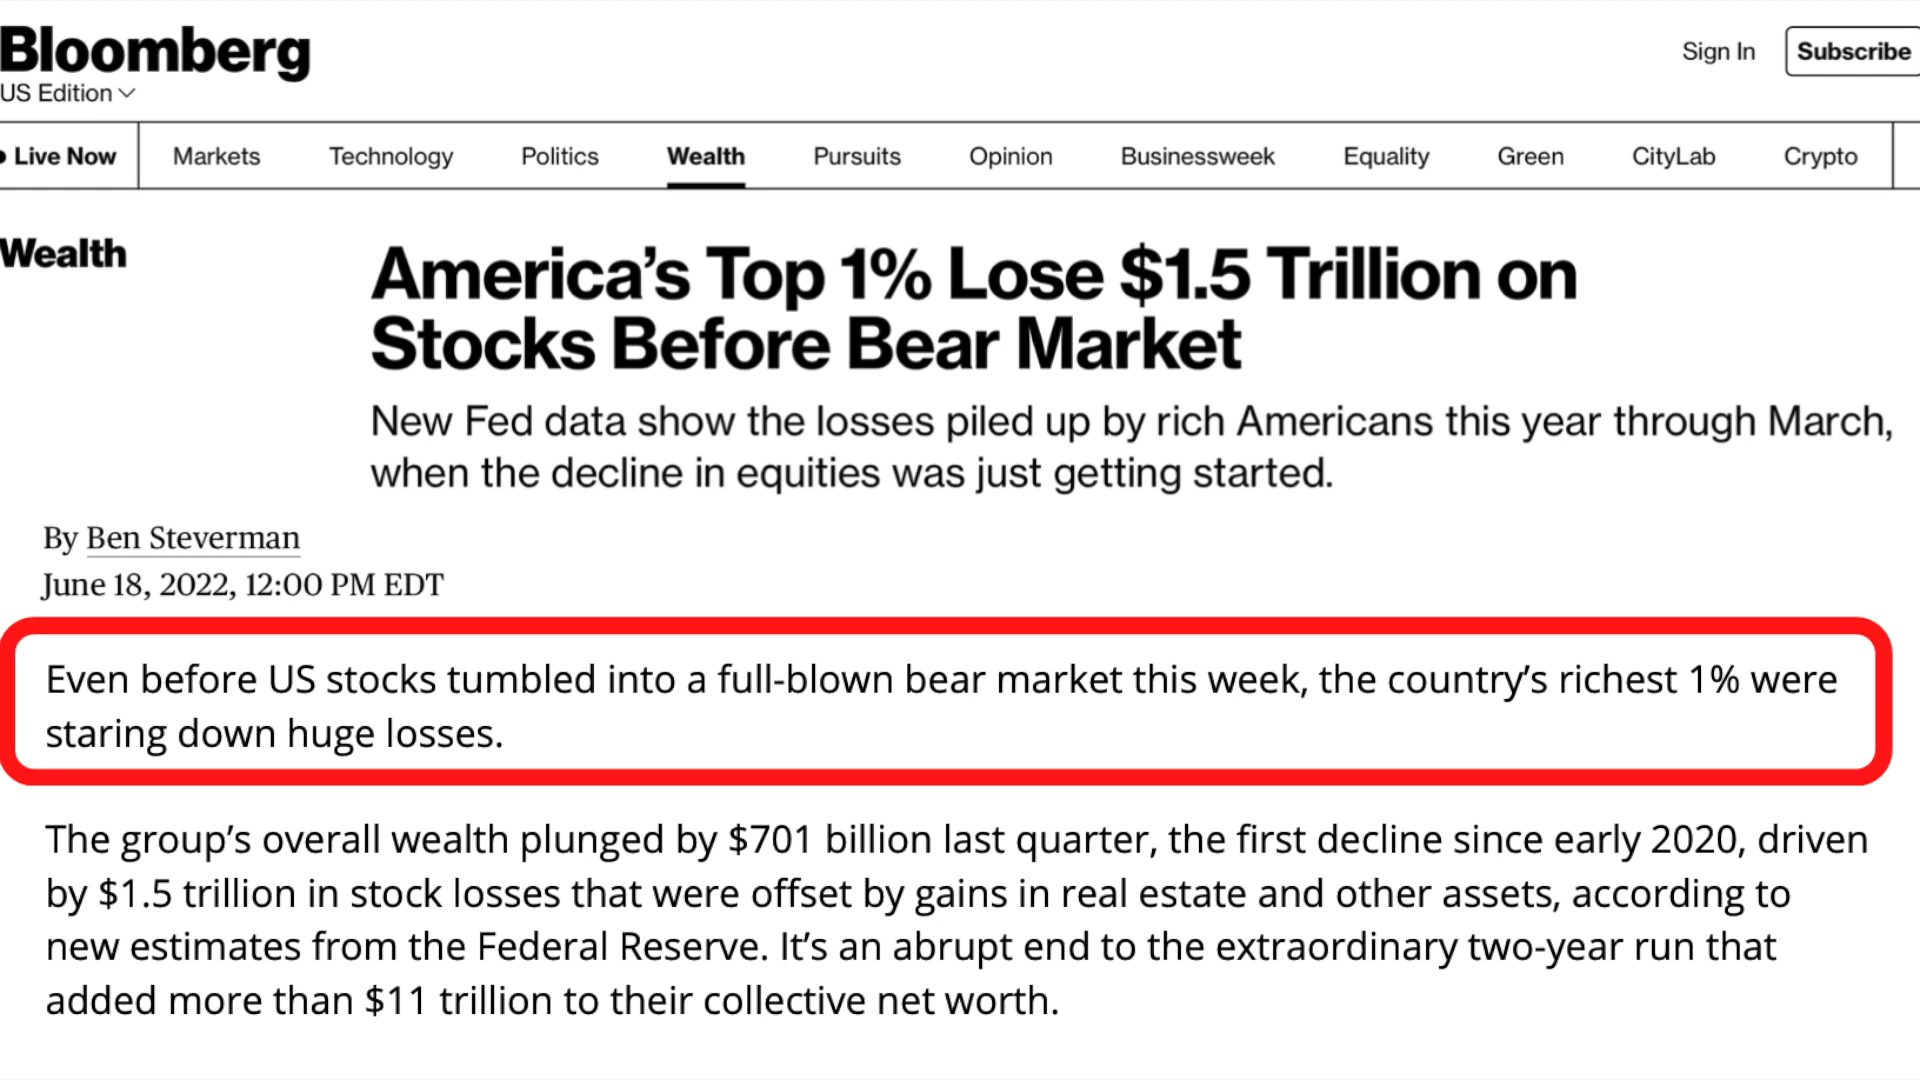 Bloomberg
Sign In
Subscribe
US Edition
Live Now
Markets
Technology
Politics
Wealth
Pursuits
Opinion
Businessweek
Equality
Green
CityLab
Crypto
Wealth
America’s Top 1% Lose $1.5 Trillion on
Stocks Before Bear Market
New Fed data show the losses piled up by rich Americans this year through March,
when the decline in equities was just getting started.
By Ben Steverman
June 18, 2022, 12:00 PM EDT
Even before US stocks tumbled into a full-blown bear market this week, the country’s richest 1% were
staring down huge losses.
The group’s overall wealth plunged by $701 billion last quarter, the first decline since early 2020, driven
by $1.5 trillion in stock losses that were offset by gains in real estate and other assets, according to
new estimates from the Federal Reserve. It’s an abrupt end to the extraordinary two-year run that
added more than $11 trillion to their collective net worth.